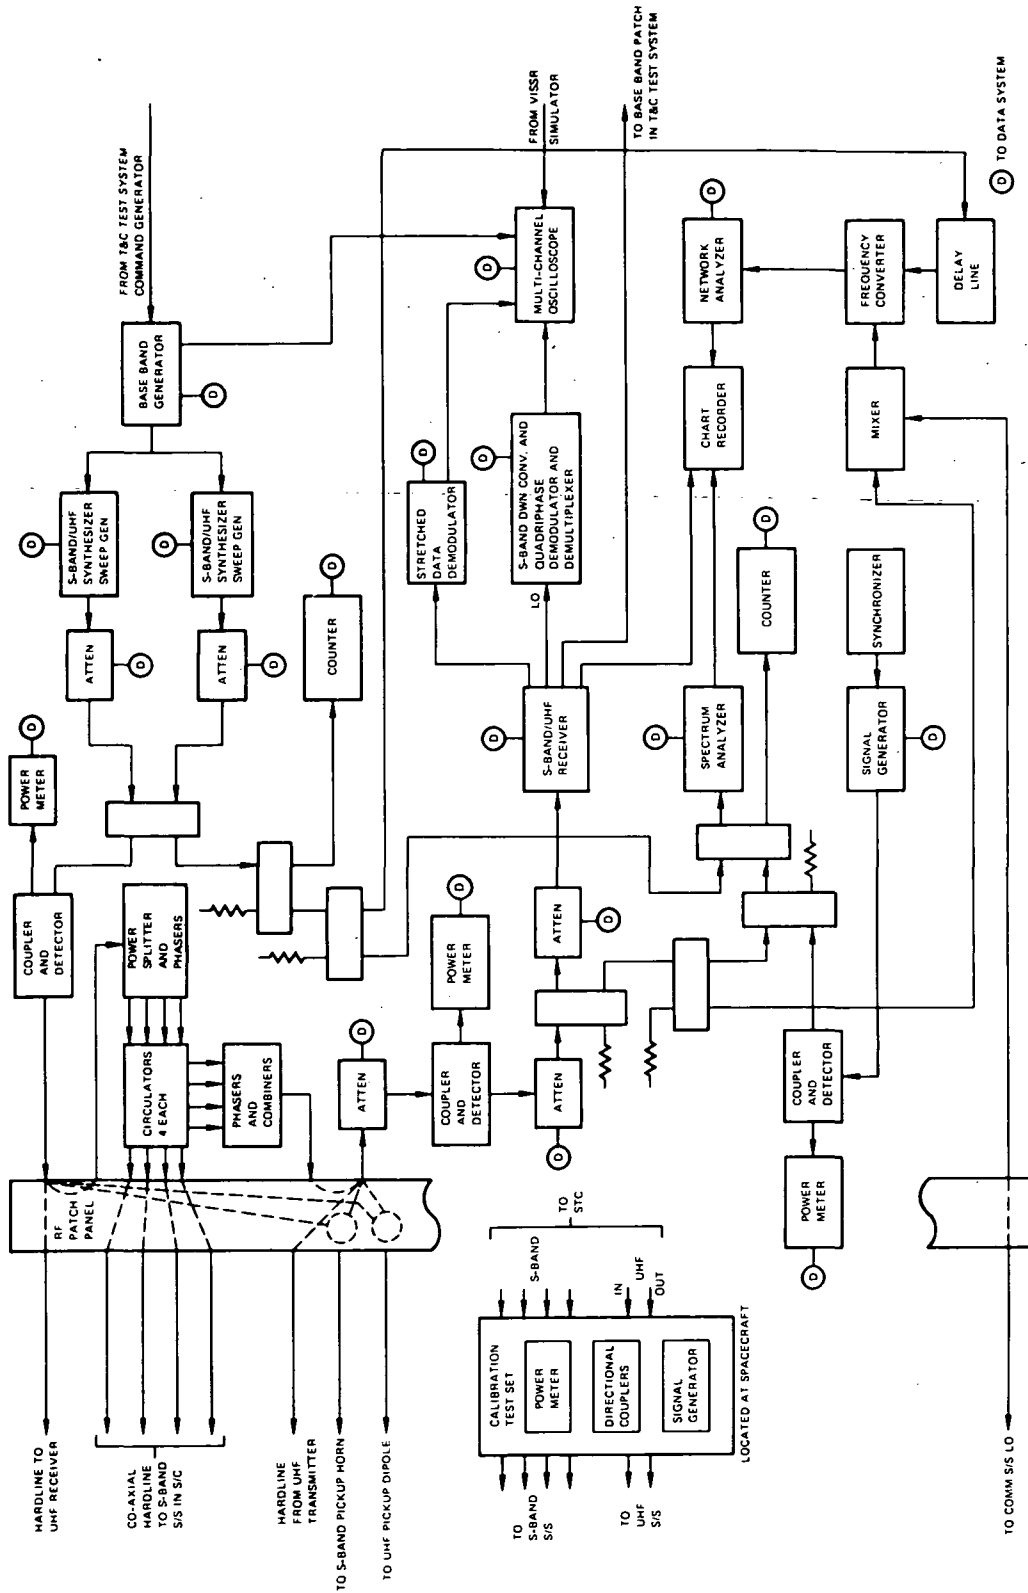 FROM T&C TEST SYSTEM
COMMAND GENERATOR
BASE BAND
GENERATOR
D
S-BAND/UHF
SYNTHESIZER
SWEEP GEN
D
S-BAND/UHF
SYNTHESIZER
SWEEP GEN
D
ATTEN
D
ATTEN
D
POWER
METER
D
COUPLER
AND
DETECTOR
COUNTER
D
POWER
SPLITTER
AND
PHASERS
CIRCULATORS
4 EACH
PHASERS
AND
COMBINERS
RF
PATCH
PANEL
HARDLINE TO
UHF RECEIVER
CO-AXIAL
HARDLINE
TO S-BAND
S/S IN S/C
HARDLINE
FROM UHF
TRANSMITTER
TO S-BAND PICKUP HORN
TO UHF PICKUP DIPOLE
FROM VISSR
SIMULATOR
MULTI-CHANNEL
OSCILLOSCOPE
D
STRETCHED
DATA
DEMODULATOR
D
S-BAND DWN CONV. AND
QUADRIPHASE
DEMODULATOR AND
DEMULTIPLEXER
D
LO
TO BASE BAND PATCH
IN T&C TEST SYSTEM
S-BAND/UHF
RECEIVER
D
ATTEN
D
POWER
METER
D
COUPLER
AND
DETECTOR
ATTEN
D
ATTEN
D
NETWORK
ANALYZER
D
CHART
RECORDER
SPECTRUM
ANALYZER
D
COUNTER
D
FREQUENCY
CONVERTER
DELAY
LINE
MIXER
SYNCHRONIZER
SIGNAL
GENERATOR
D
COUPLER
AND
DETECTOR
POWER
METER
D
D TO DATA SYSTEM
TO
STC
S-BAND
IN
UHF
OUT
CALIBRATION
TEST SET
POWER
METER
DIRECTIONAL
COUPLERS
SIGNAL
GENERATOR
LOCATED AT SPACECRAFT
TO
S-BAND
S/S
TO
UHF
S/S
TO COMM S/S LO